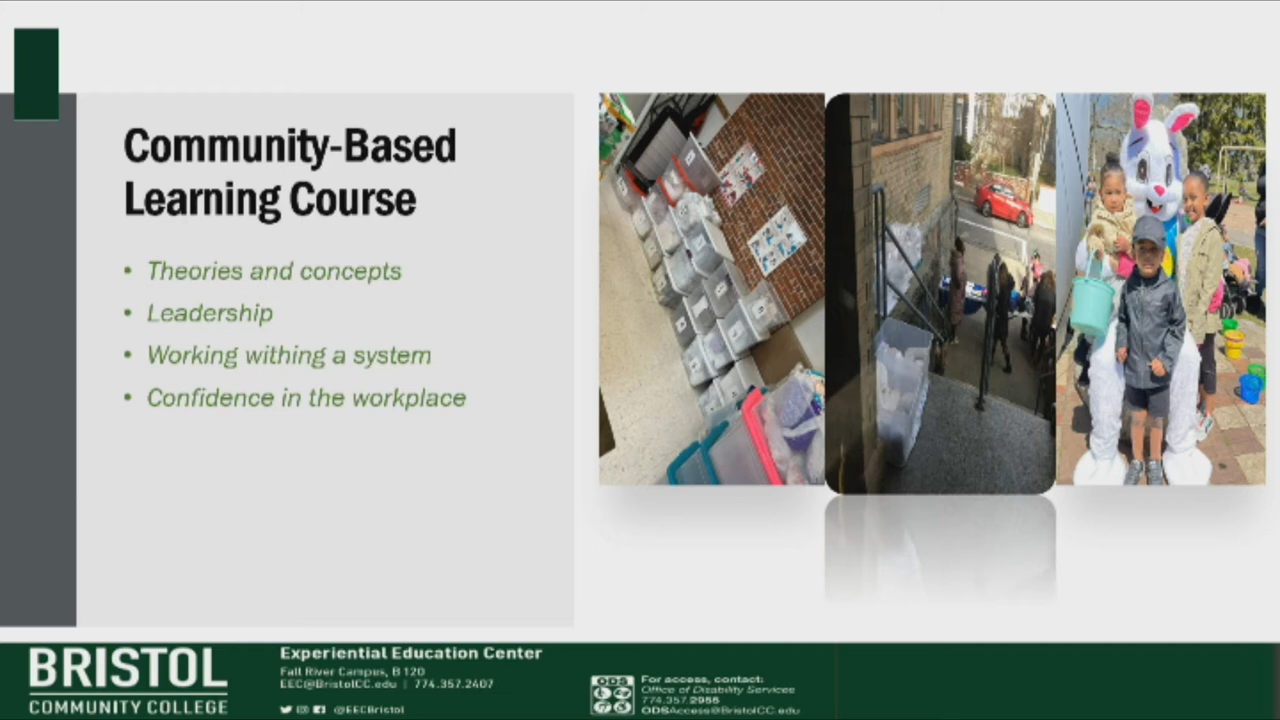 Community-Based
Learning Course
• Theories and concepts
• Leadership
• Working withing a system
• Confidence in the workplace
BRISTOL
COMMUNITY COLLEGE
Experiential Education Center
Fall River Campus, B 120
EEC@BristolCC.edu | 774.357.2407
@EECBristol
ODS
For access, contact:
Office of Disability Services
774.357.2955
ODSAccess@BristolCC.edu